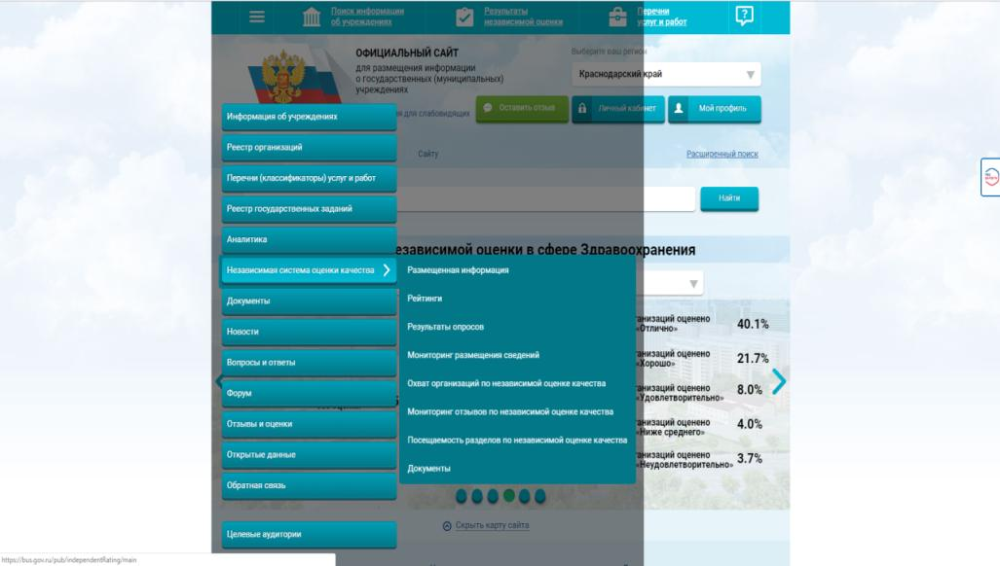 Поиск информации
об учреждениях
Результаты
независимой оценки
Перечни
услуг и работ
ОФИЦИАЛЬНЫЙ САЙТ
для размещения информации
о государственных (муниципальных)
учреждениях
Выберите ваш регион
Краснодарский край
для слабовидящих
Оставить отзыв
Личный кабинет
Мой профиль
Сайту
Расширенный поиск
Найти
езависимой оценки в сфере Здравоохранения
Информация об учреждениях
Реестр организаций
Перечни (классификаторы) услуг и работ
Реестр государственных заданий
Аналитика
Независимая система оценки качества
Документы
Новости
Вопросы и ответы
Форум
Отзывы и оценки
Открытые данные
Обратная связь
Целевые аудитории
Размещенная информация
Рейтинги
Результаты опросов
Мониторинг размещения сведений
Охват организаций по независимой оценке качества
Мониторинг отзывов по независимой оценке качества
Посещаемость разделов по независимой оценке качества
Документы
анизаций оценено
«Отлично»
40.1%
анизаций оценено
«Хорошо»
21.7%
анизаций оценено
«Удовлетворительно»
8.0%
анизаций оценено
«Ниже среднего»
4.0%
анизаций оценено
«Неудовлетворительно»
3.7%
Скрыть карту сайта
https://bus.gov.ru/pub/independentRating/main